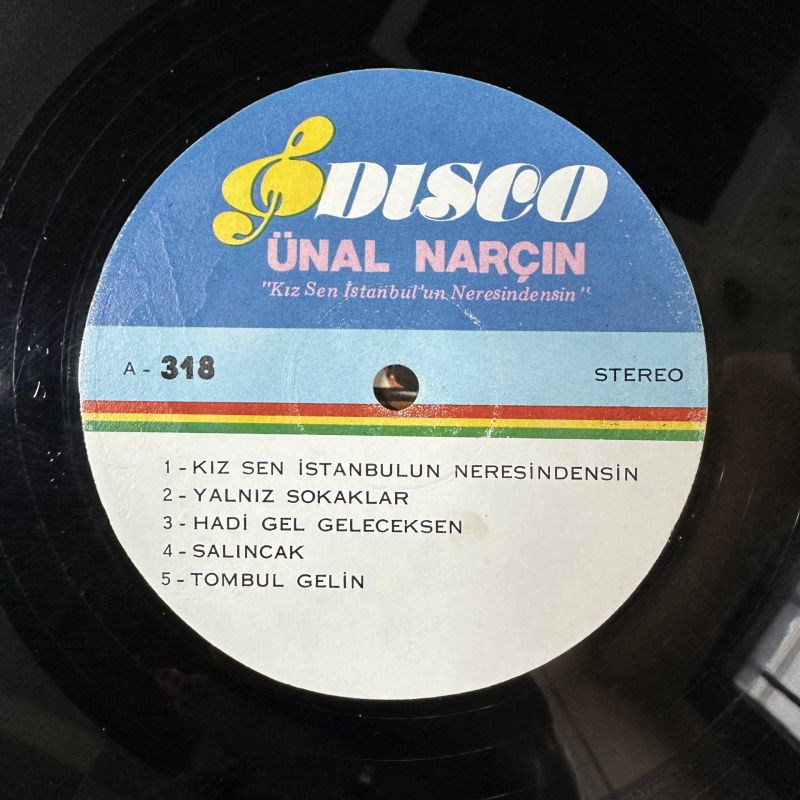 DISCO
ÜNAL NARÇIN
"Kız Sen İstanbul'un Neresindensin"
A - 318
STEREO
1 - KIZ SEN İSTANBULUN NERESİNDENSİN
2 - YALNIZ SOKAKLAR
3 - HADİ GEL GELECEKSEN
4 - SALINCAK
5 - TOMBUL GELİN